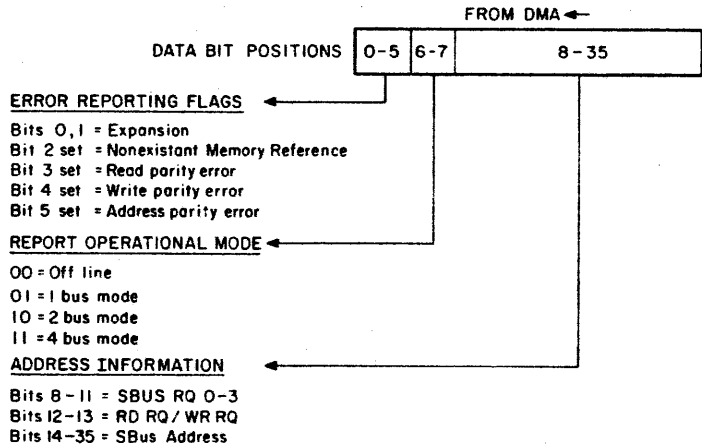 FROM DMA
DATA BIT POSITIONS 0-5 6-7 8-35
ERROR REPORTING FLAGS
Bits 0,1 = Expansion
Bit 2 set = Nonexistant Memory Reference
Bit 3 set = Read parity error
Bit 4 set = Write parity error
Bit 5 set = Address parity error
REPORT OPERATIONAL MODE
00 = Off line
01 = 1 bus mode
10 = 2 bus mode
11 = 4 bus mode
ADDRESS INFORMATION
Bits 8-11 = SBUS RQ 0-3
Bits 12-13 = RD RQ/WR RQ
Bits 14-35 = SBus Address